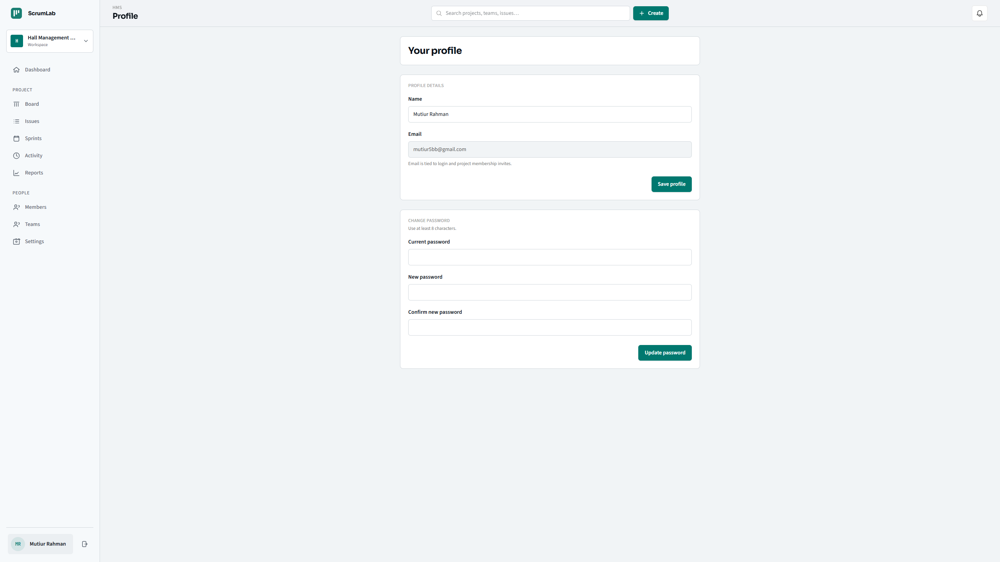 ScrumLab
H
Hall Management ...
Workspace
Dashboard
PROJECT
Board
Issues
Sprints
Activity
Reports
PEOPLE
Members
Teams
Settings
MR
Mutiur Rahman
HMS
Profile
Search projects, teams, issues...
Create
Your profile
PROFILE DETAILS
Name
Mutiur Rahman
Email
mutiur5bb@gmail.com
Email is tied to login and project membership invites.
Save profile
CHANGE PASSWORD
Use at least 8 characters.
Current password
New password
Confirm new password
Update password